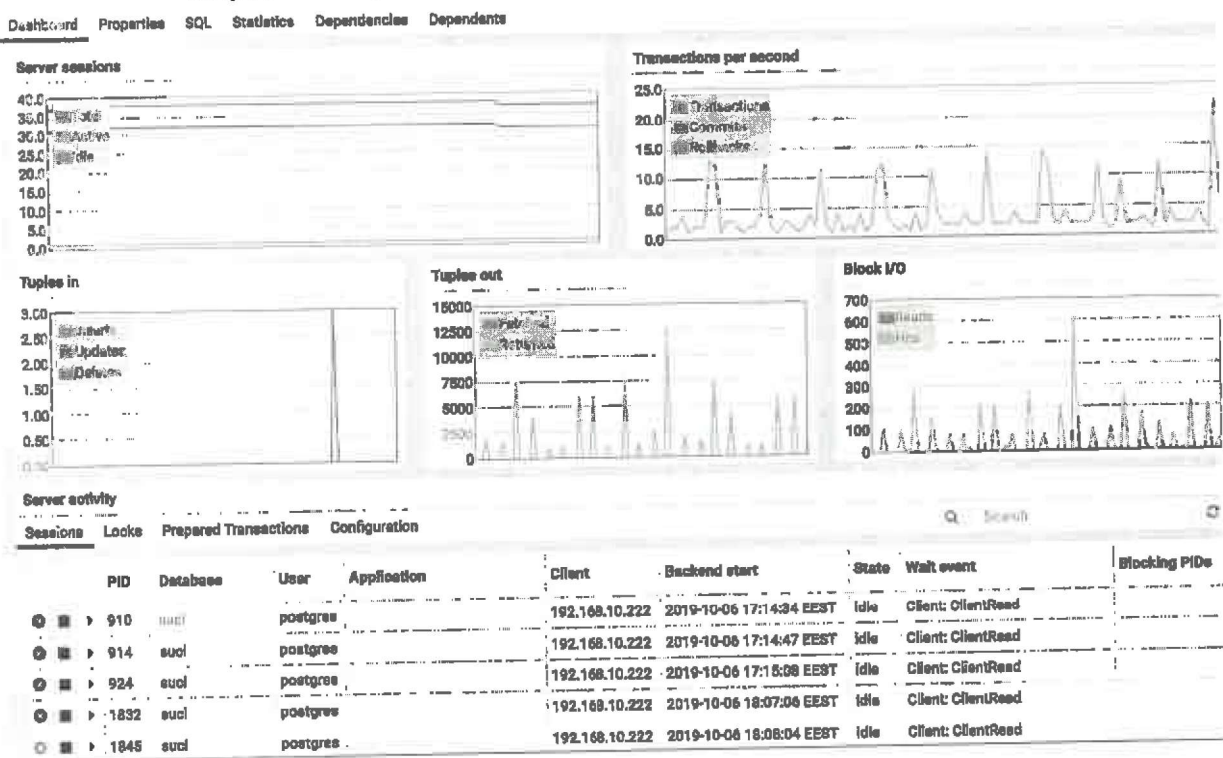 Dashboard Properties SQL Statistics Dependencies Dependents
Server sessions
40.0
35.0
30.0
25.0
20.0
15.0
10.0
5.0
0.0
Total
Active
Idle
Transactions per second
25.0
20.0
15.0
10.0
5.0
0.0
Transactions
Commits
Rollbacks
Tuples in
3.00
2.50
2.00
1.50
1.00
0.50
0.00
Inserts
Updates
Deletes
Tuples out
15000
12500
10000
7500
5000
2500
0
Fetched
Returned
Block I/O
700
600
500
400
300
200
100
0
Reads
Hits
Server activity
Sessions Locks Prepared Transactions Configuration
Search
PID Database User Application Client Backend start State Wait event Blocking PIDs
910 postgres 192.168.10.222 2019-10-06 17:14:34 EEST idle Client: ClientRead
914 sucl postgres 192.168.10.222 2019-10-06 17:14:47 EEST idle Client: ClientRead
924 sucl postgres 192.168.10.222 2019-10-06 17:15:08 EEST idle Client: ClientRead
1832 sucl postgres 192.168.10.222 2019-10-06 18:07:06 EEST idle Client: ClientRead
1845 sucl postgres 192.168.10.222 2019-10-06 18:08:04 EEST idle Client: ClientRead